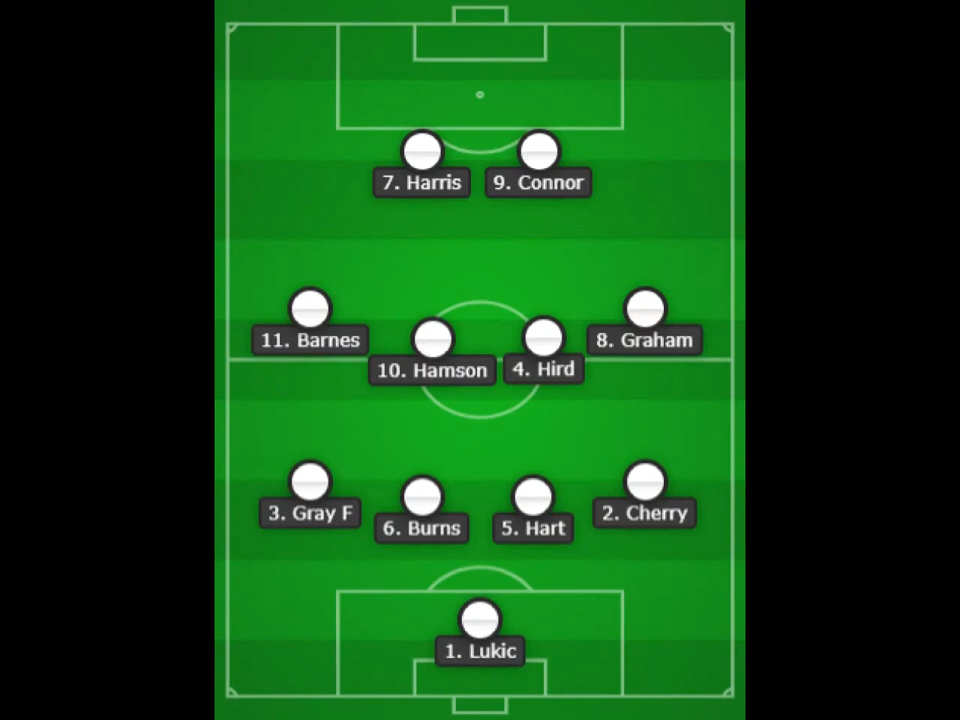 7. Harris
9. Connor
11. Barnes
8. Graham
10. Hamson
4. Hird
3. Gray F
2. Cherry
6. Burns
5. Hart
1. Lukic